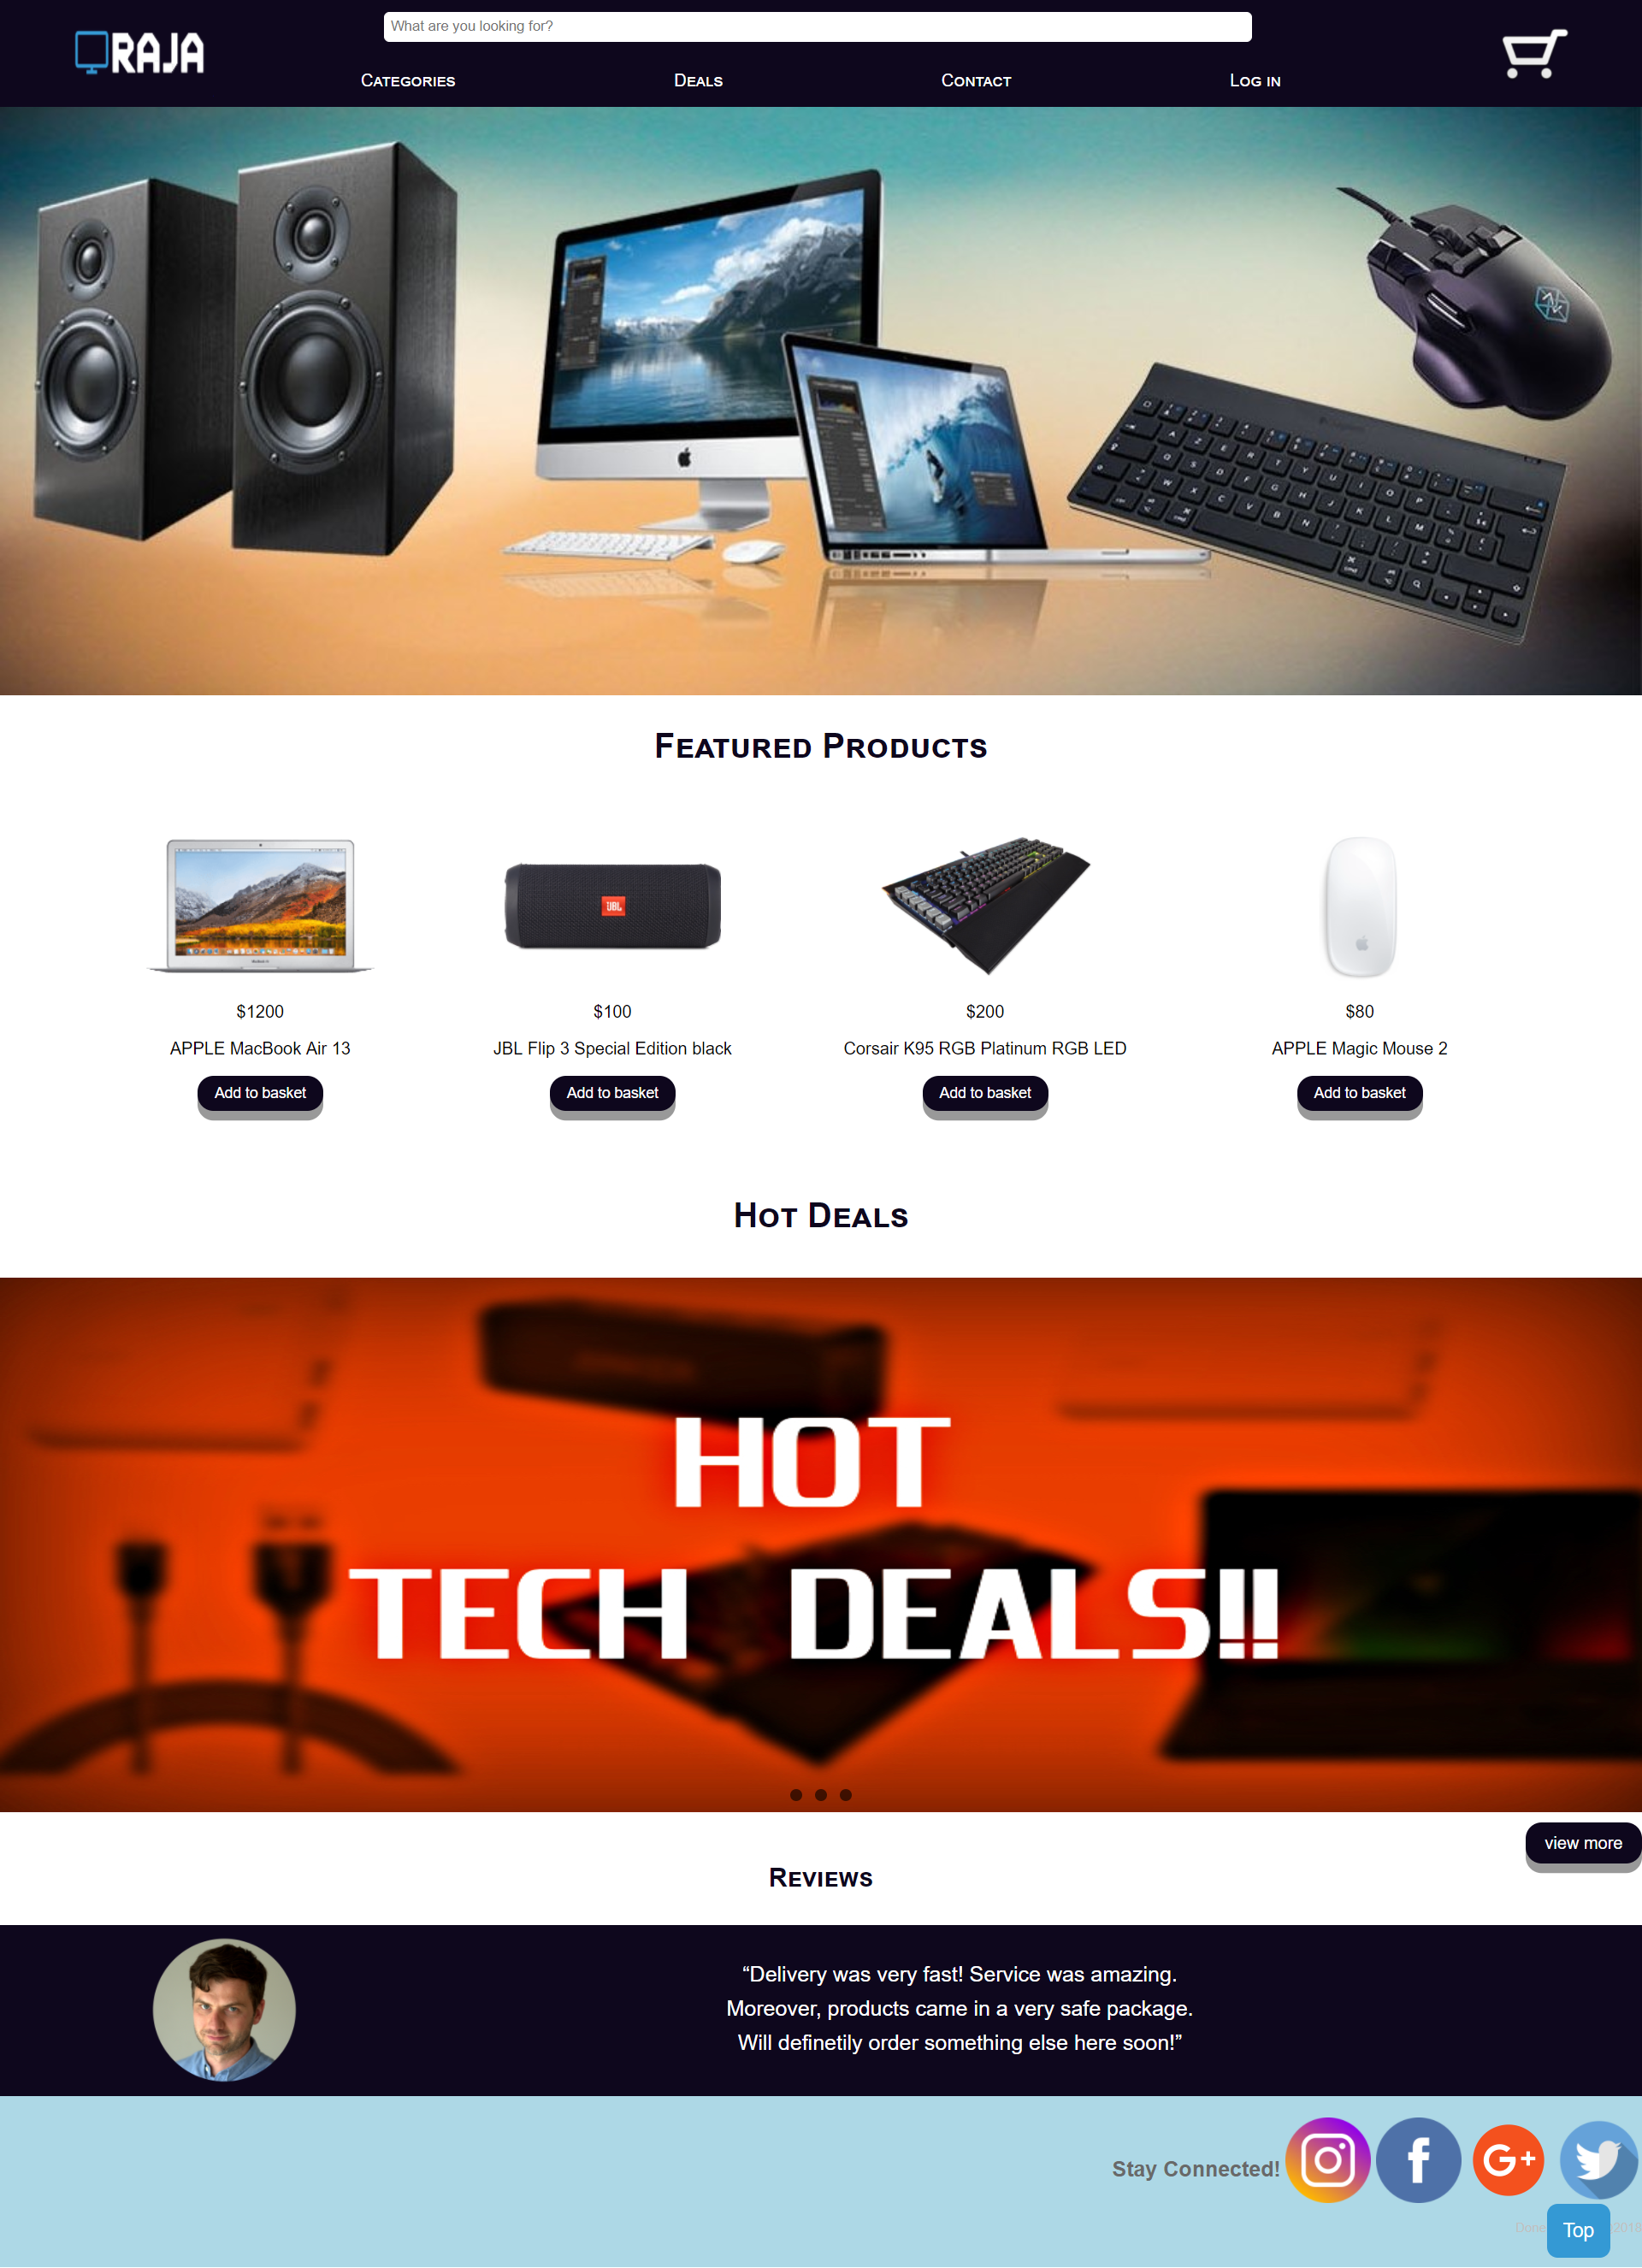 RAJA
What are you looking for?
Categories Deals Contact Log in
Featured Products
JBL
$1200 $100 $200 $80
APPLE MacBook Air 13 JBL Flip 3 Special Edition black Corsair K95 RGB Platinum RGB LED APPLE Magic Mouse 2
Add to basket Add to basket Add to basket Add to basket
Hot Deals
HOT
TECH DEALS!!
view more
Reviews
“Delivery was very fast! Service was amazing.
Moreover, products came in a very safe package.
Will definetily order something else here soon!”
Stay Connected!
G+
Done 2018
Top